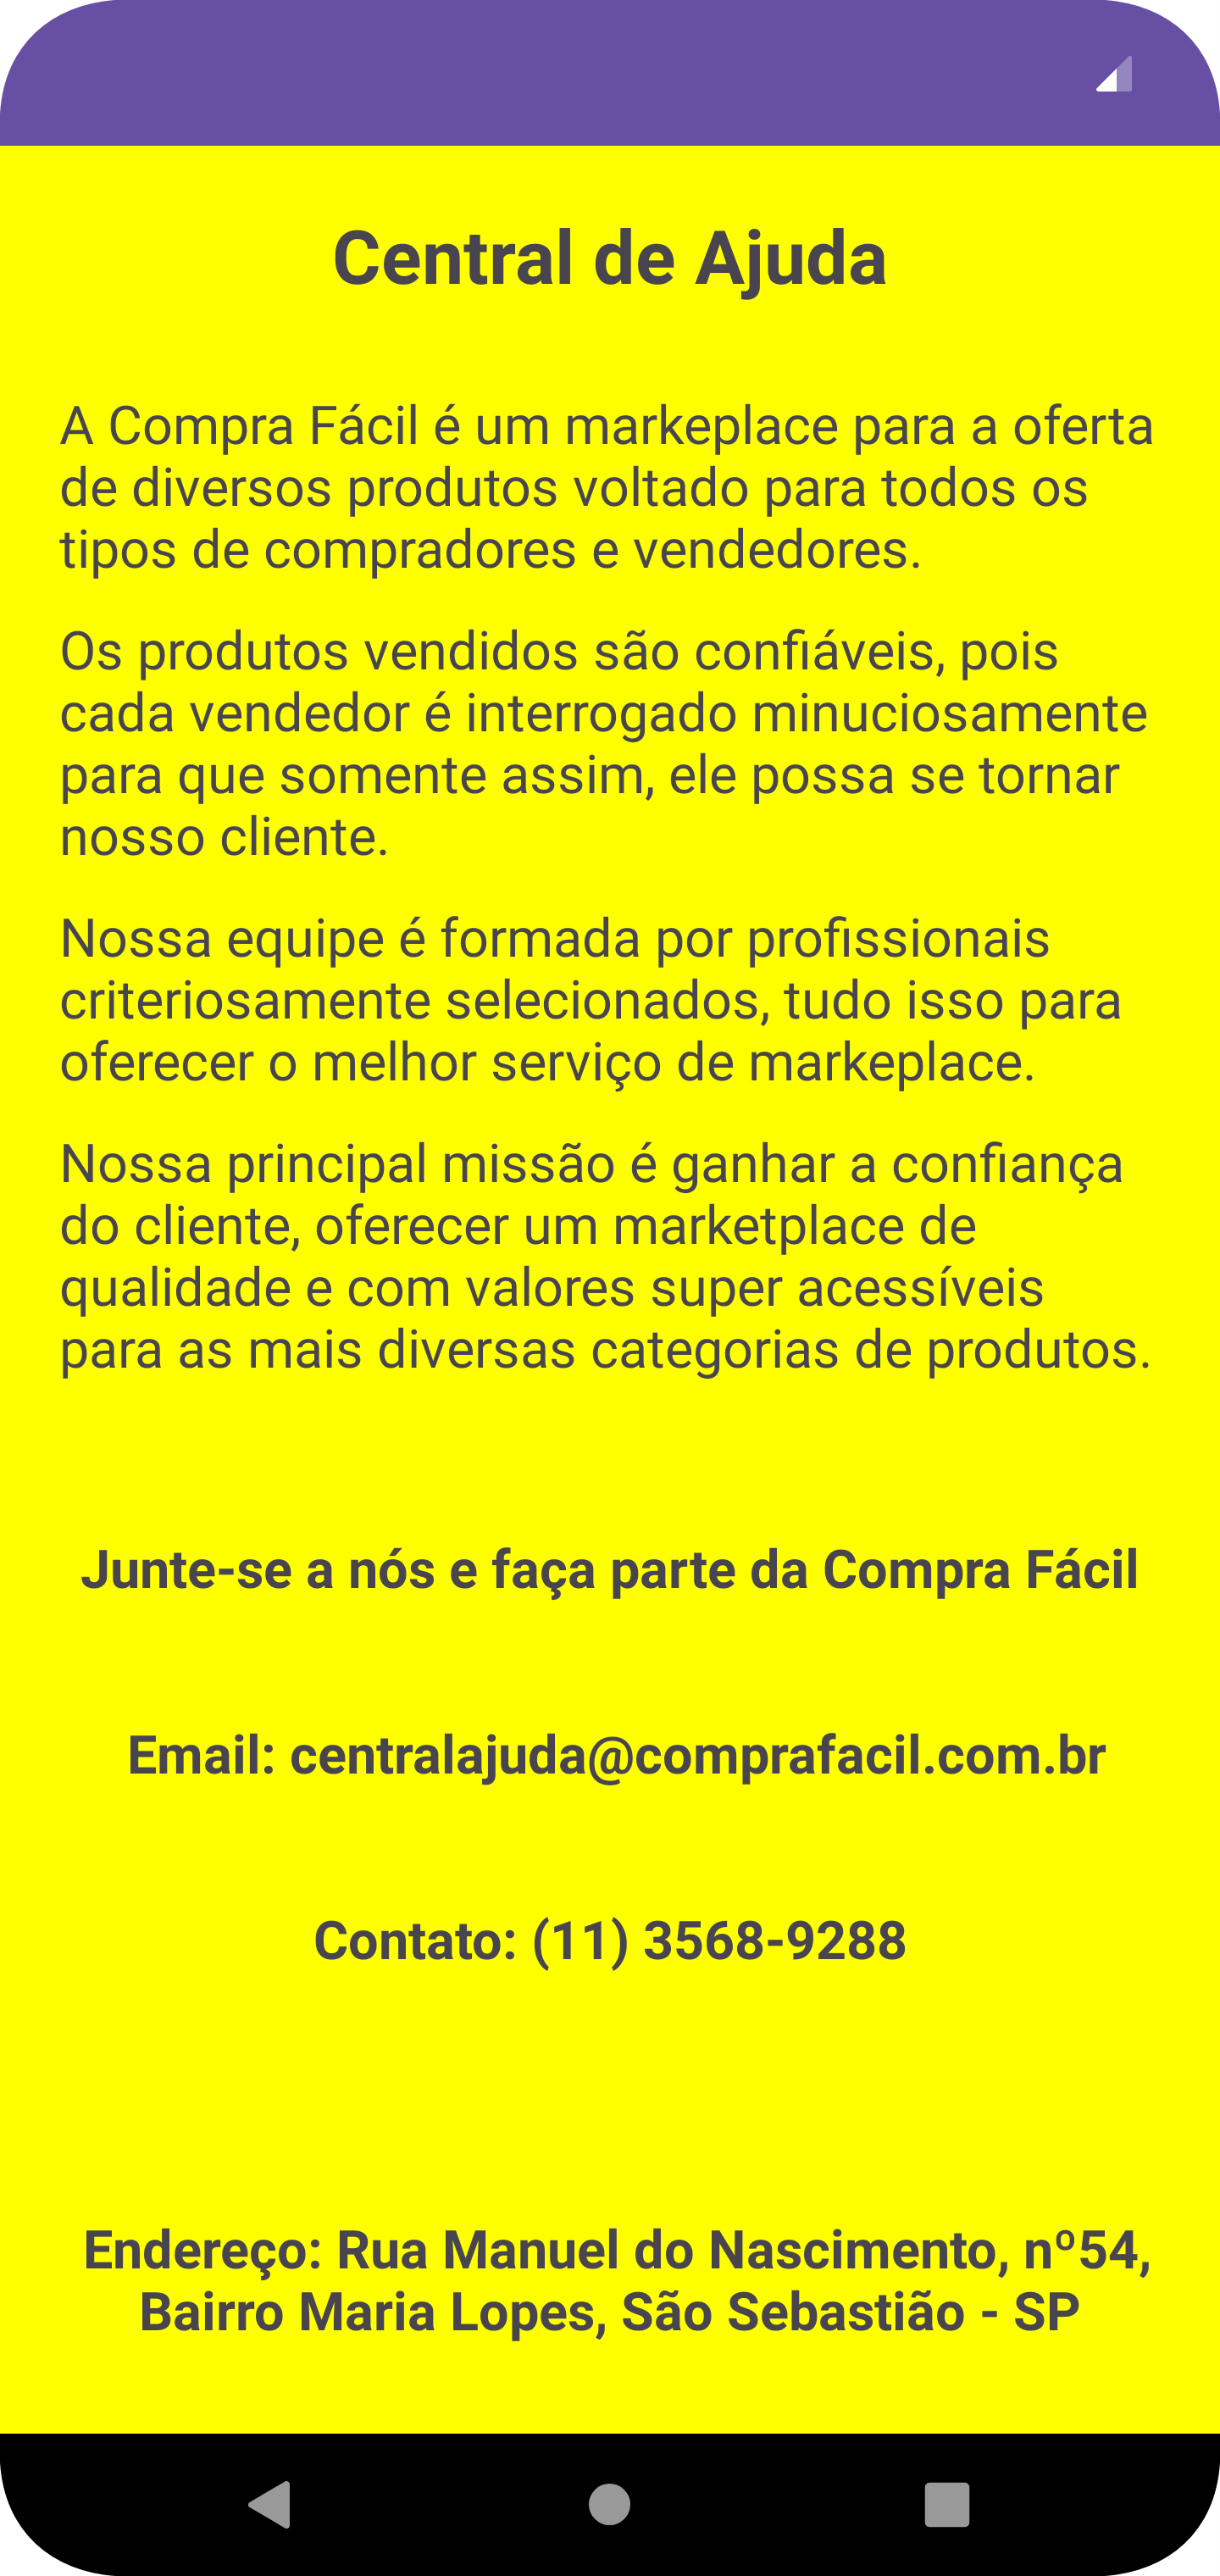 Central de Ajuda
A Compra Fácil é um markeplace para a oferta
de diversos produtos voltado para todos os
tipos de compradores e vendedores.
Os produtos vendidos são confiáveis, pois
cada vendedor é interrogado minuciosamente
para que somente assim, ele possa se tornar
nosso cliente.
Nossa equipe é formada por profissionais
criteriosamente selecionados, tudo isso para
oferecer o melhor serviço de markeplace.
Nossa principal missão é ganhar a confiança
do cliente, oferecer um marketplace de
qualidade e com valores super acessíveis
para as mais diversas categorias de produtos.
Junte-se a nós e faça parte da Compra Fácil
Email: centralajuda@comprafacil.com.br
Contato: (11) 3568-9288
Endereço: Rua Manuel do Nascimento, nº54,
Bairro Maria Lopes, São Sebastião - SP